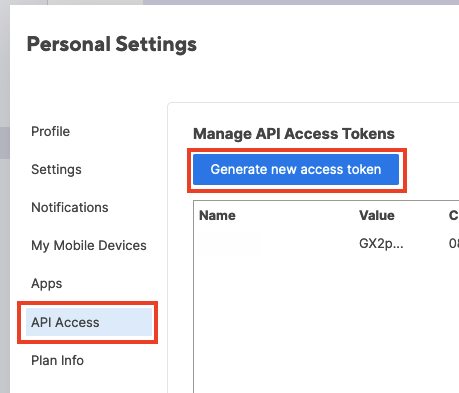 Personal Settings
Profile
Settings
Notifications
My Mobile Devices
Apps
API Access
Plan Info
Manage API Access Tokens
Generate new access token
Name Value C
GX2p... 08